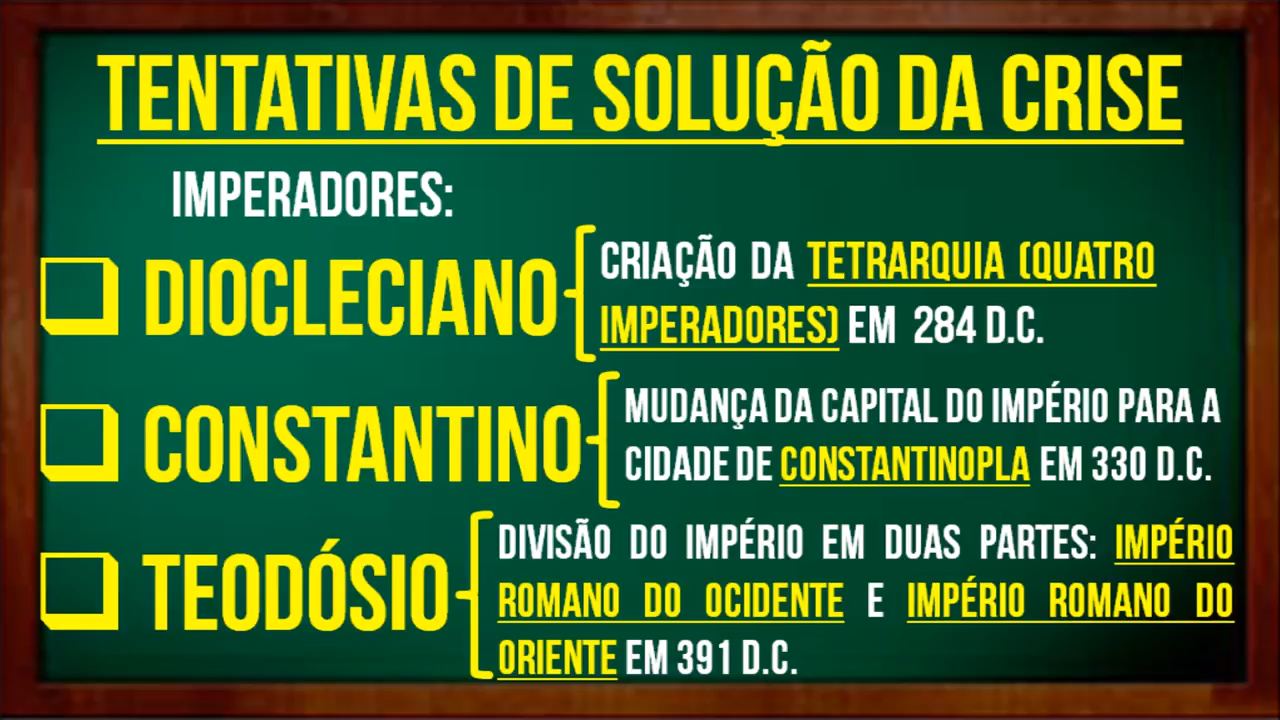 TENTATIVAS DE SOLUÇÃO DA CRISE
IMPERADORES:
DIOCLECIANO
CRIAÇÃO DA TETRARQUIA (QUATRO
IMPERADORES) EM 284 D.C.
CONSTANTINO
MUDANÇA DA CAPITAL DO IMPÉRIO PARA A
CIDADE DE CONSTANTINOPLA EM 330 D.C.
TEODÓSIO
DIVISÃO DO IMPÉRIO EM DUAS PARTES: IMPÉRIO
ROMANO DO OCIDENTE E IMPÉRIO ROMANO DO
ORIENTE EM 391 D.C.